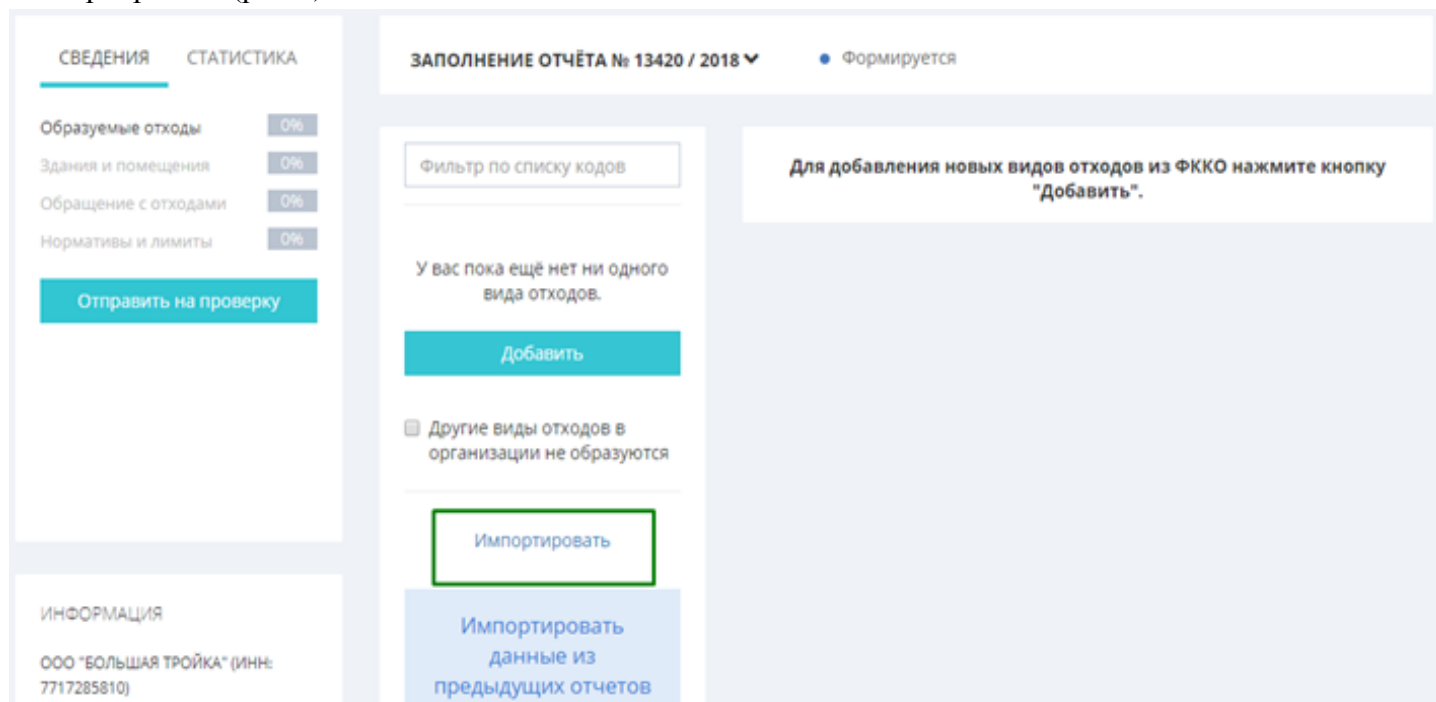 СВЕДЕНИЯ СТАТИСТИКА
Образуемые отходы 0%
Здания и помещения 0%
Обращение с отходами 0%
Нормативы и лимиты 0%
Отправить на проверку
ИНФОРМАЦИЯ
ООО "БОЛЬШАЯ ТРОЙКА" (ИНН:
7717285810)
ЗАПОЛНЕНИЕ ОТЧЁТА № 13420 / 2018
Формируется
Фильтр по списку кодов
У вас пока ещё нет ни одного
вида отходов.
Добавить
Другие виды отходов в
организации не образуются
Импортировать
Импортировать
данные из
предыдущих отчетов
Для добавления новых видов отходов из ФККО нажмите кнопку
"Добавить".